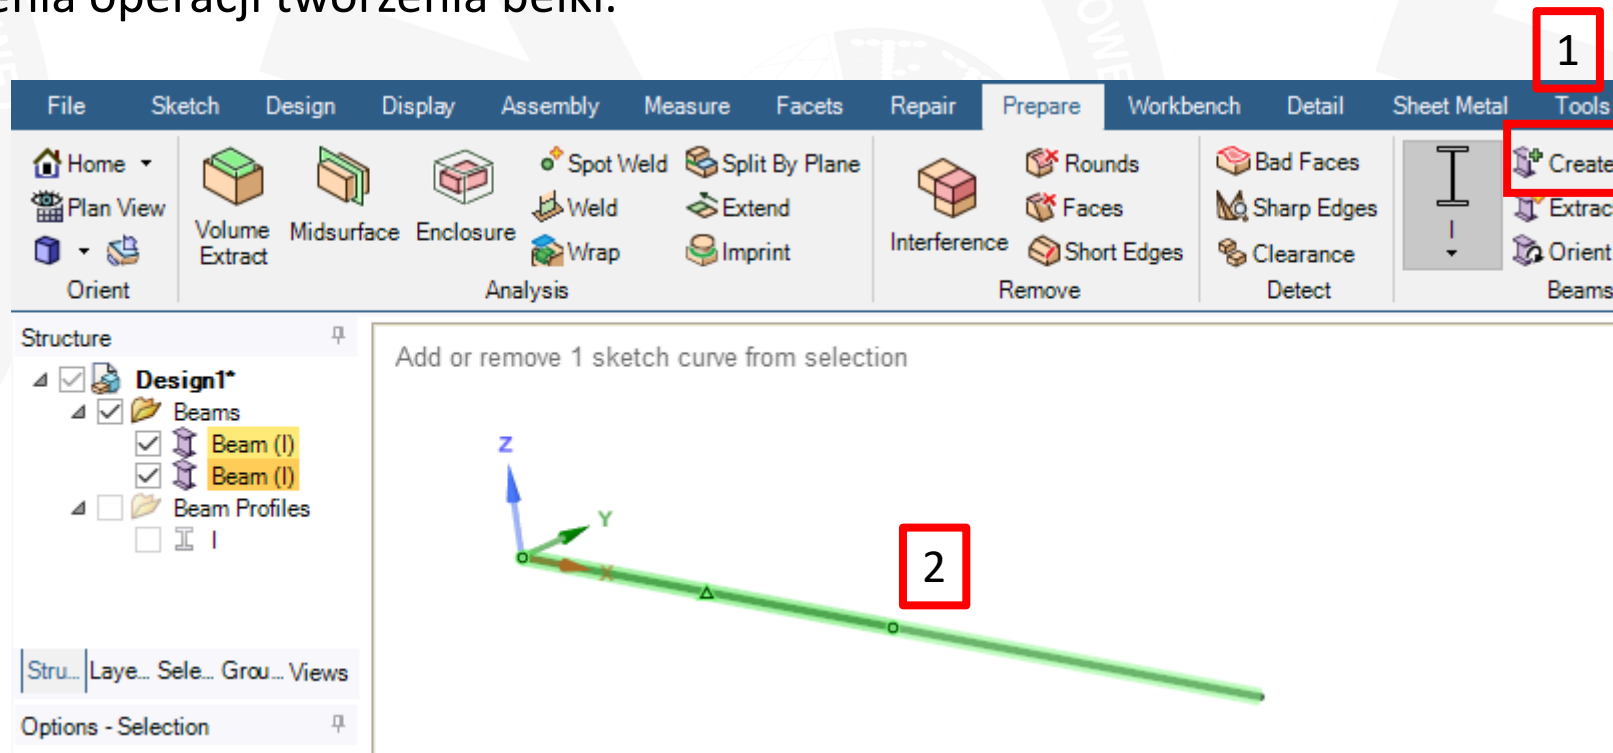 operacji tworzenia belki.
1
File Sketch Design Display Assembly Measure Facets Repair Prepare Workbench Detail Sheet Metal Tools
Home Spot Weld Split By Plane Rounds Bad Faces Create
Plan View Weld Extend Faces Sharp Edges
Volume Extract Midsurface Enclosure Wrap Imprint Interference Short Edges Clearance I Orient
Orient Analysis Remove Detect Beams
Structure
Add or remove 1 sketch curve from selection
Design1*
Beams
Beam (I)
Beam (I)
Beam Profiles
I
Z
Y
X
2
Stru... Laye... Sele... Grou... Views
Options - Selection